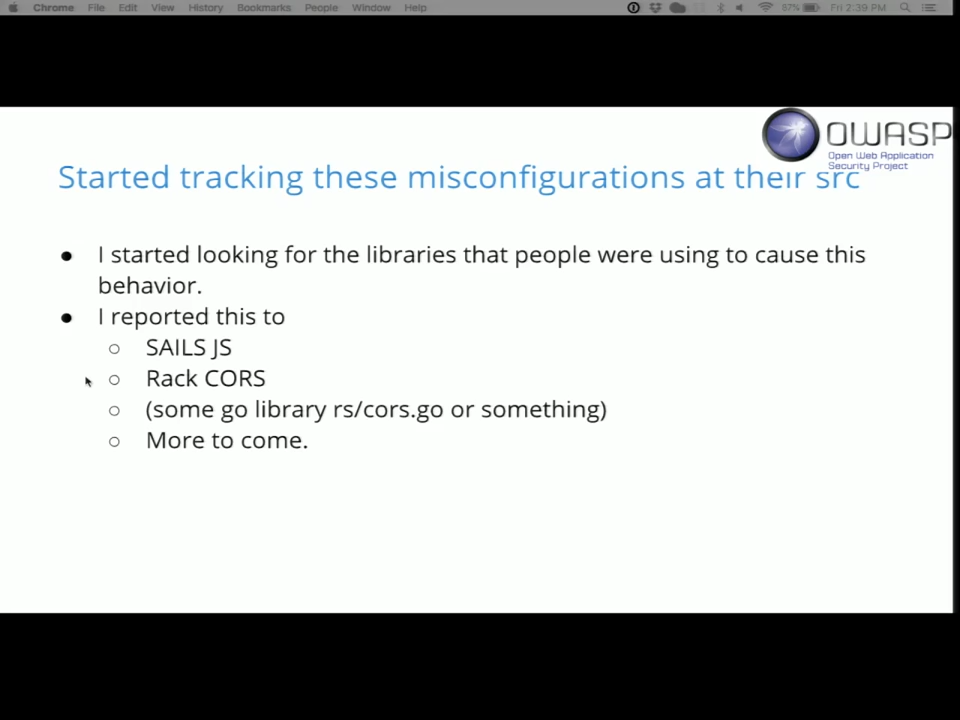 Chrome File Edit View History Bookmarks People Window Help 57% Fri 2:39 PM
OWASP
Open Web Application
Security Project
Started tracking these misconfigurations at their src
● I started looking for the libraries that people were using to cause this
behavior.
● I reported this to
○ SAILS JS
○ Rack CORS
○ (some go library rs/cors.go or something)
○ More to come.